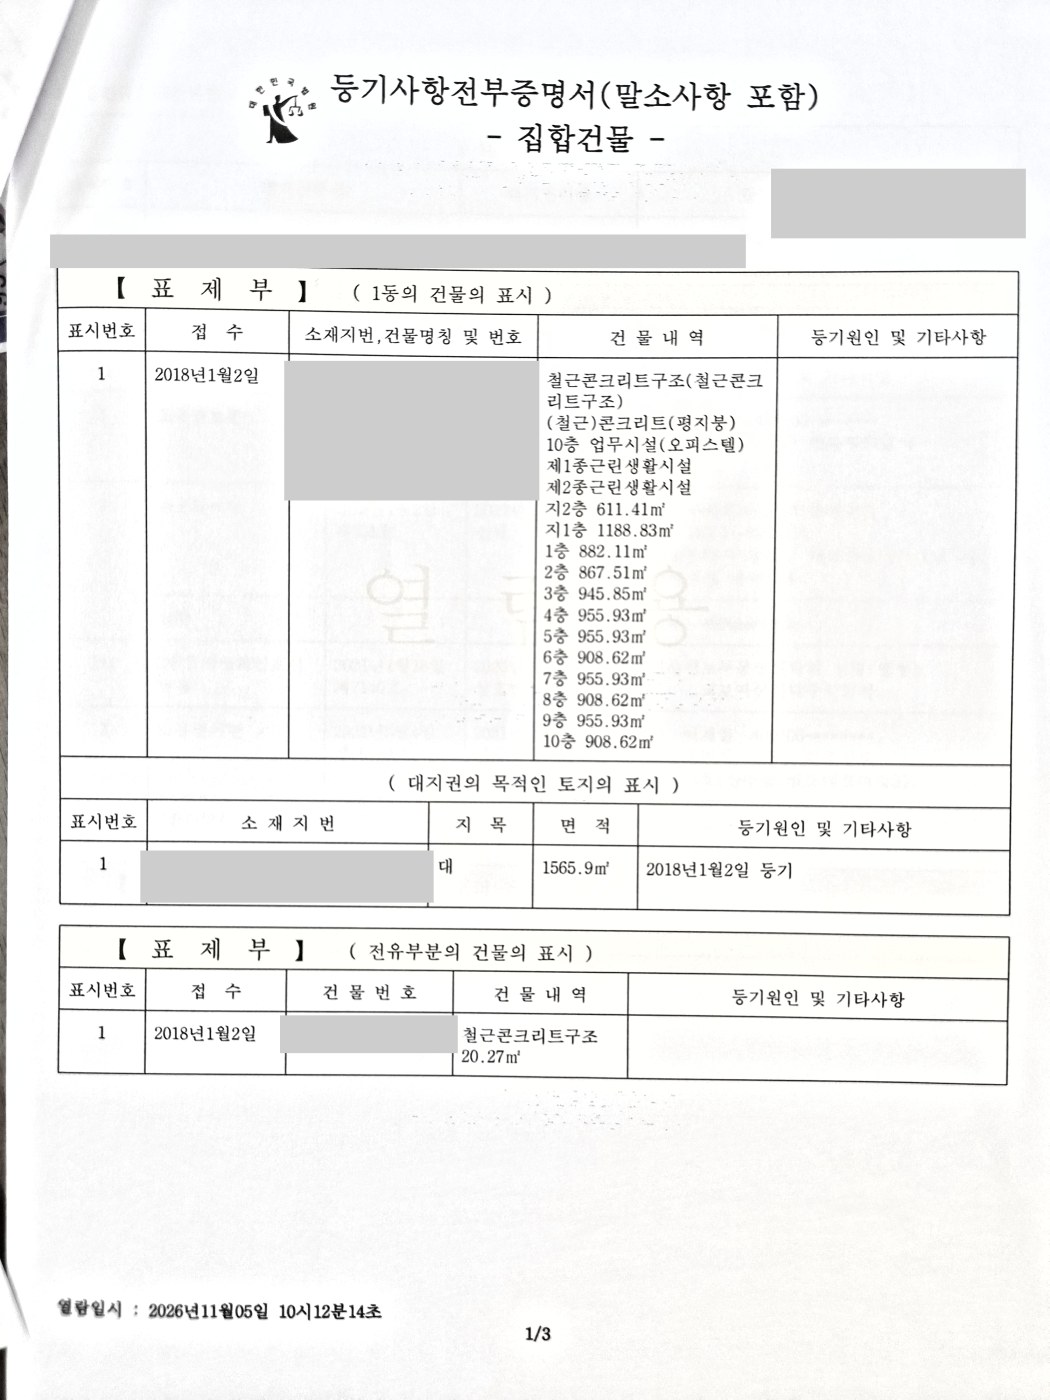 대한민국법원
등기사항전부증명서(말소사항 포함)
- 집합건물 -
【 표 제 부 】 ( 1동의 건물의 표시 )
표시번호 접 수 소재지번,건물명칭 및 번호 건 물 내 역 등기원인 및 기타사항
1 2018년1월2일 철근콘크리트구조(철근콘크
리트구조)
(철근)콘크리트(평지붕)
10층 업무시설(오피스텔)
제1종근린생활시설
제2종근린생활시설
지2층 611.41㎡
지1층 1188.83㎡
1층 882.11㎡
2층 867.51㎡
3층 945.85㎡
4층 955.93㎡
5층 955.93㎡
6층 908.62㎡
7층 955.93㎡
8층 908.62㎡
9층 955.93㎡
10층 908.62㎡
열 람 용
( 대지권의 목적인 토지의 표시 )
표시번호 소 재 지 번 지 목 면 적 등기원인 및 기타사항
1 대 1565.9㎡ 2018년1월2일 등기
【 표 제 부 】 ( 전유부분의 건물의 표시 )
표시번호 접 수 건 물 번 호 건 물 내 역 등기원인 및 기타사항
1 2018년1월2일 철근콘크리트구조
20.27㎡
열람일시 : 2026년11월05일 10시12분14초
1/3